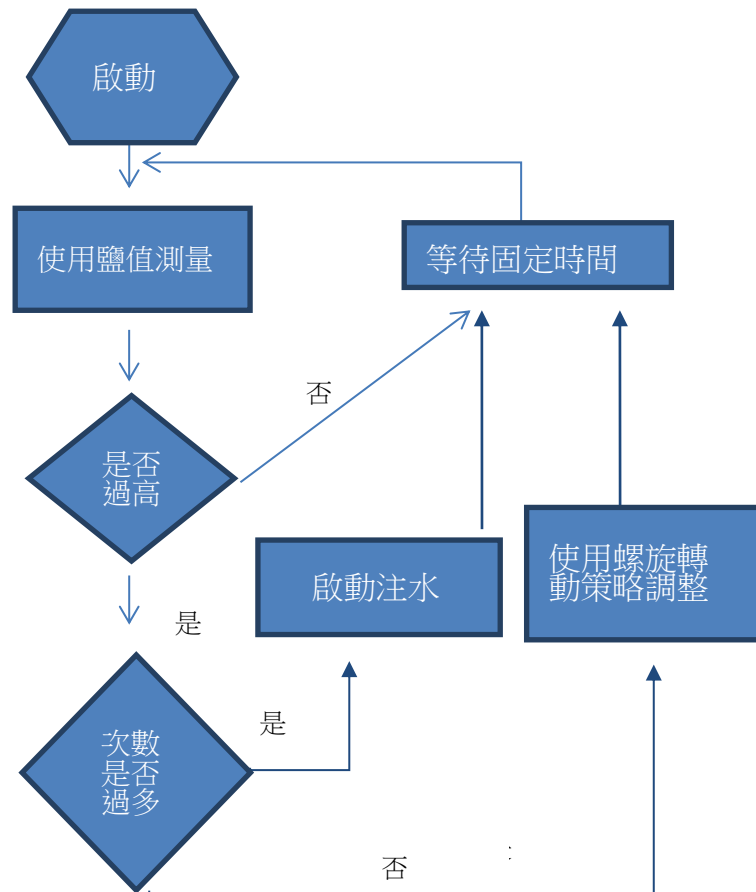 啟動
使用鹽值測量
等待固定時間
否
是否
過高
啟動注水
使用螺旋轉
動策略調整
是
是
次數
是否
過多
否
: